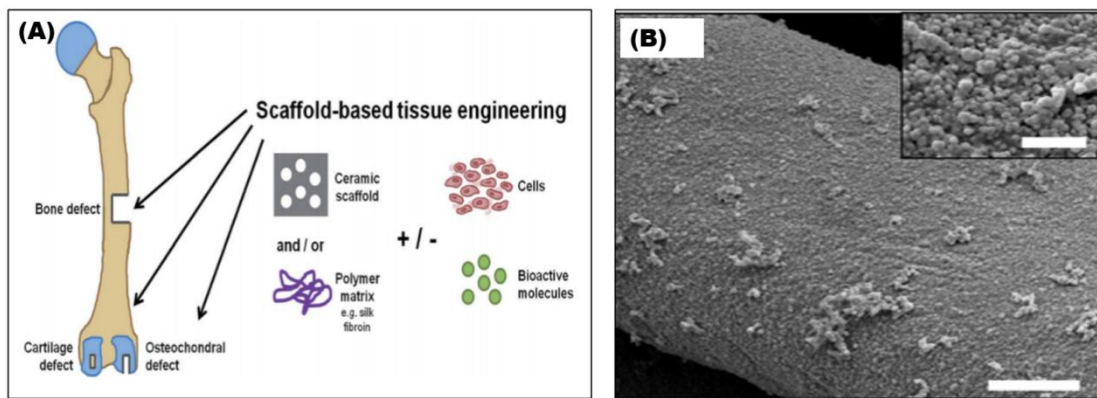 (A)
Scaffold-based tissue engineering
Ceramic
scaffold
Cells
Bone defect
and / or
+ / -
Polymer
matrix
e.g. silk
fibroin
Bioactive
molecules
Cartilage
defect
Osteochondral
defect
(B)